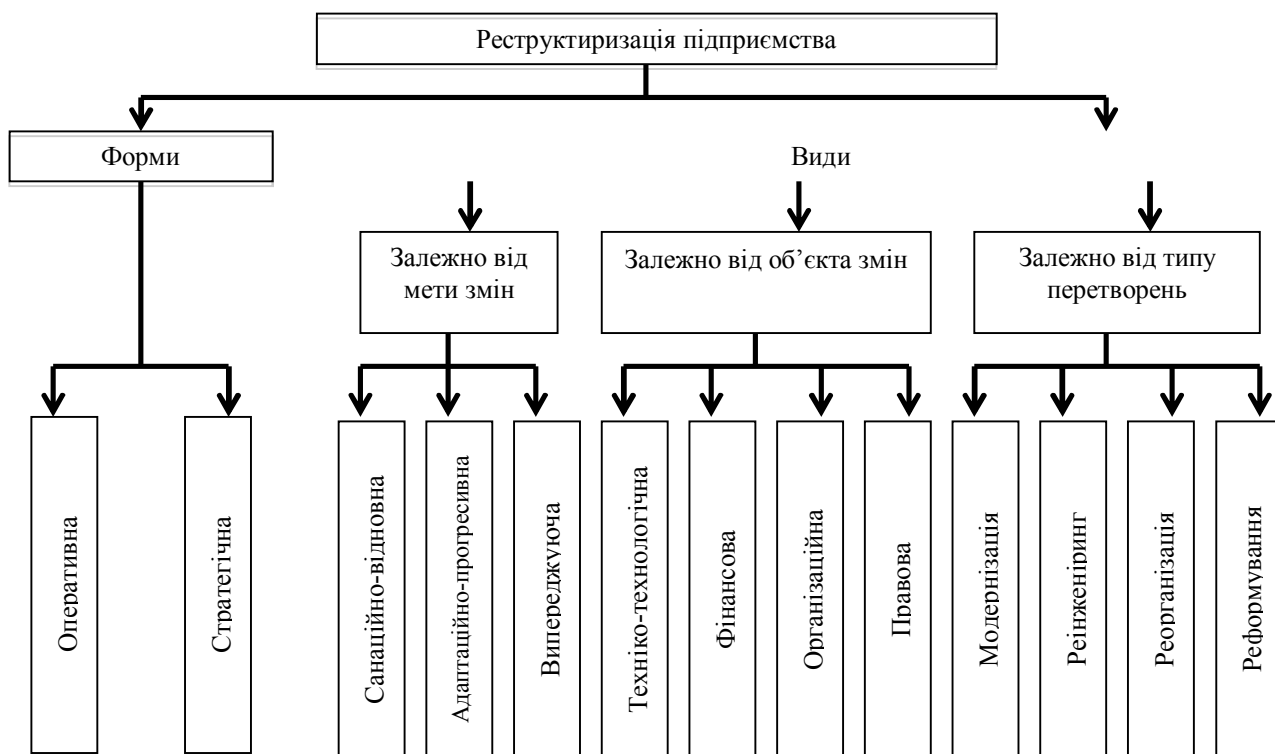 Реструктиризація підприємства
Форми
Види
Залежно від
мети змін
Залежно від об’єкта змін
Залежно від типу
перетворень
Оперативна
Стратегічна
Санаційно-відновна
Адаптаційно-прогресивна
Випереджуюча
Техніко-технологічна
Фінансова
Організаційна
Правова
Модернізація
Реінженіринг
Реорганізація
Реформування